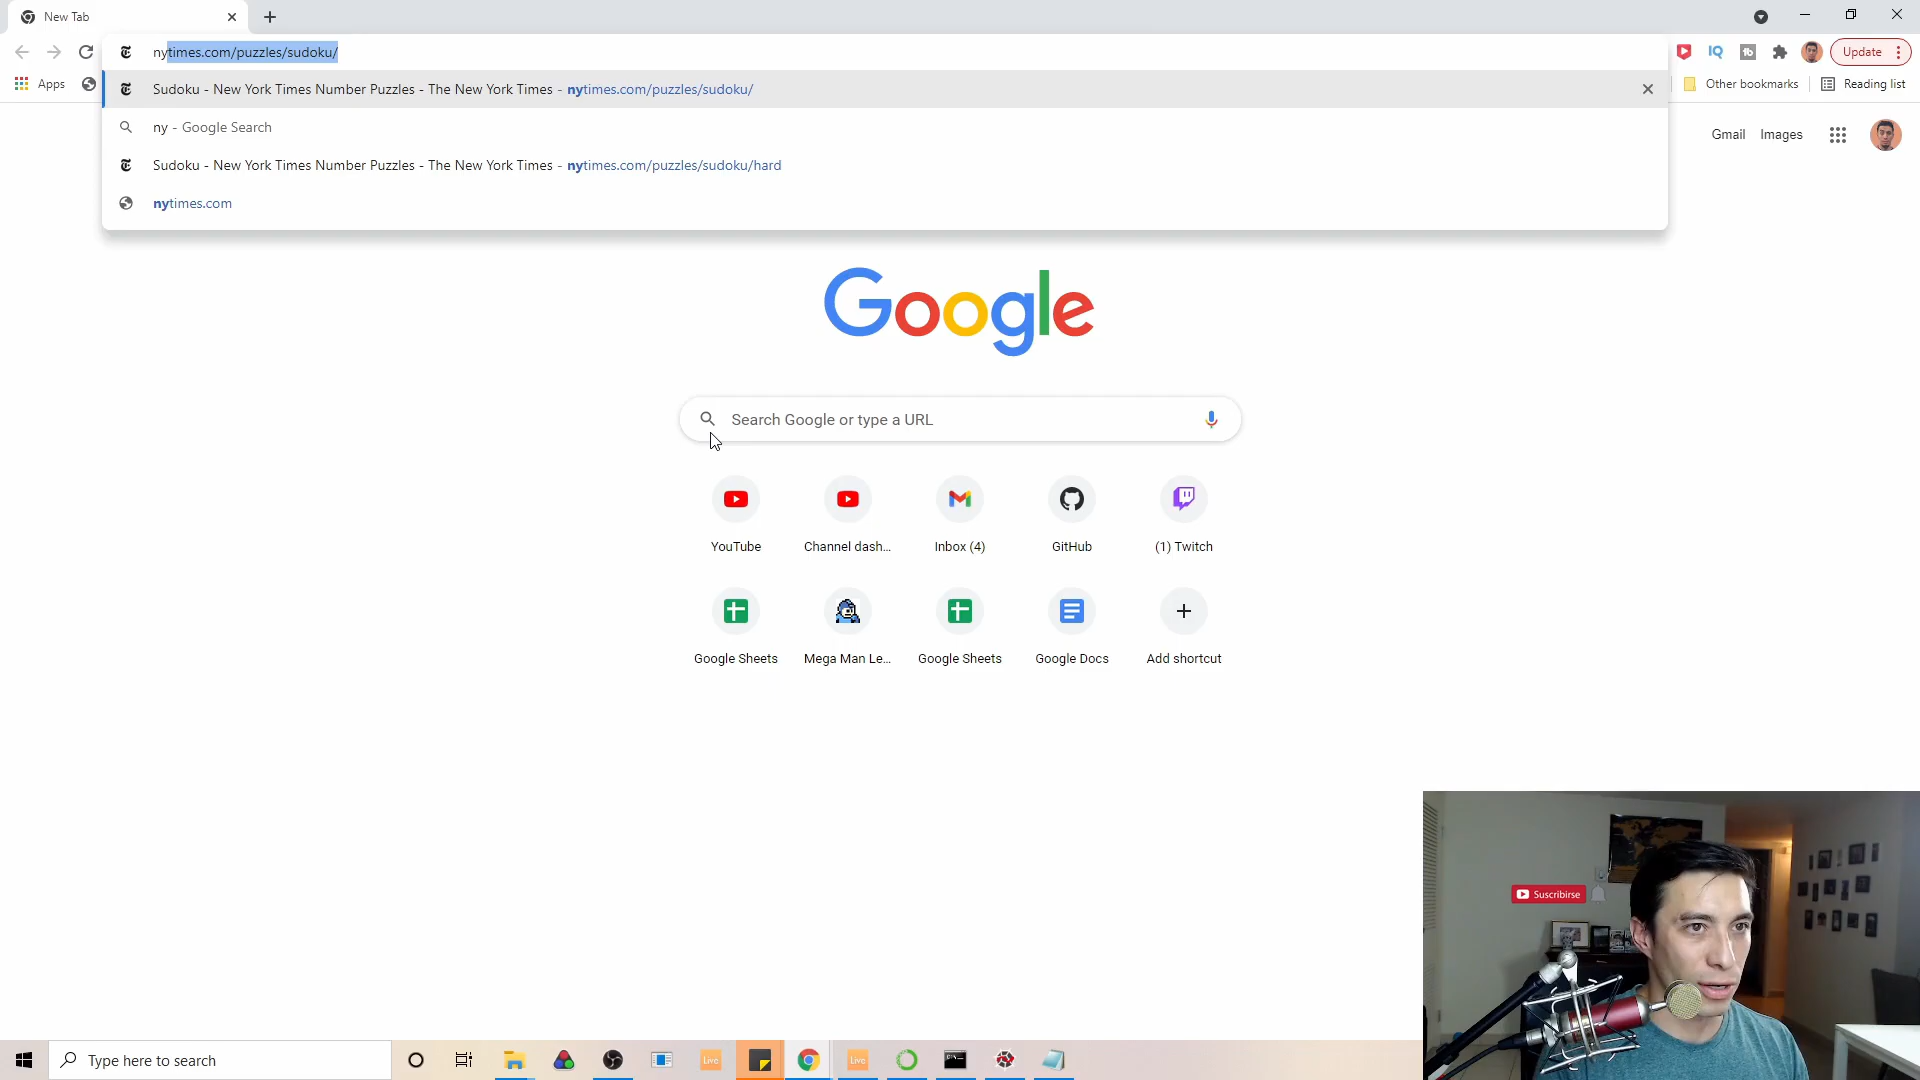 New Tab
nytimes.com/puzzles/sudoku/
Update
Sudoku - New York Times Number Puzzles - The New York Times - nytimes.com/puzzles/sudoku/
ny - Google Search
Sudoku - New York Times Number Puzzles - The New York Times - nytimes.com/puzzles/sudoku/hard
nytimes.com
Apps
Other bookmarks
Reading list
Gmail
Images
Google
Search Google or type a URL
YouTube
Channel dash...
Inbox (4)
GitHub
(1) Twitch
Google Sheets
Mega Man Le...
Google Sheets
Google Docs
Add shortcut
Suscribirse
Type here to search
Live
Live
IQ
tb